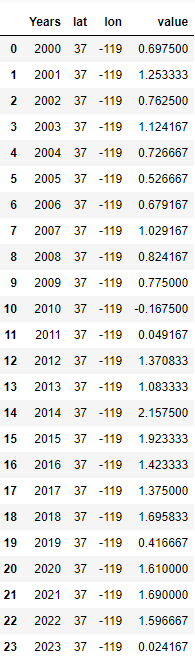 Years lat lon value
0 2000 37 -119 0.697500
1 2001 37 -119 1.253333
2 2002 37 -119 0.762500
3 2003 37 -119 1.124167
4 2004 37 -119 0.726667
5 2005 37 -119 0.526667
6 2006 37 -119 0.679167
7 2007 37 -119 1.029167
8 2008 37 -119 0.824167
9 2009 37 -119 0.775000
10 2010 37 -119 -0.167500
11 2011 37 -119 0.049167
12 2012 37 -119 1.370833
13 2013 37 -119 1.083333
14 2014 37 -119 2.157500
15 2015 37 -119 1.923333
16 2016 37 -119 1.423333
17 2017 37 -119 1.375000
18 2018 37 -119 1.695833
19 2019 37 -119 0.416667
20 2020 37 -119 1.610000
21 2021 37 -119 1.690000
22 2022 37 -119 1.596667
23 2023 37 -119 0.024167